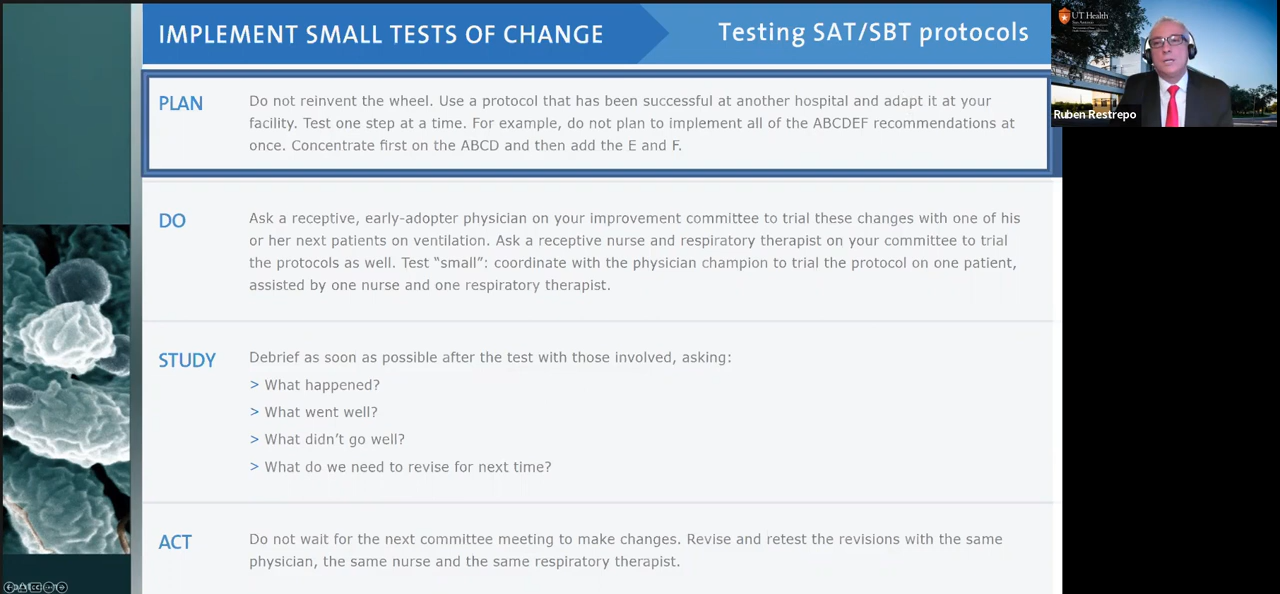 IMPLEMENT SMALL TESTS OF CHANGE
Testing SAT/SBT protocols
UT Health
Ruben Restrepo
PLAN
Do not reinvent the wheel. Use a protocol that has been successful at another hospital and adapt it at your
facility. Test one step at a time. For example, do not plan to implement all of the ABCDEF recommendations at
once. Concentrate first on the ABCD and then add the E and F.
DO
Ask a receptive, early-adopter physician on your improvement committee to trial these changes with one of his
or her next patients on ventilation. Ask a receptive nurse and respiratory therapist on your committee to trial
the protocols as well. Test “small”: coordinate with the physician champion to trial the protocol on one patient,
assisted by one nurse and one respiratory therapist.
STUDY
Debrief as soon as possible after the test with those involved, asking:
> What happened?
> What went well?
> What didn’t go well?
> What do we need to revise for next time?
ACT
Do not wait for the next committee meeting to make changes. Revise and retest the revisions with the same
physician, the same nurse and the same respiratory therapist.